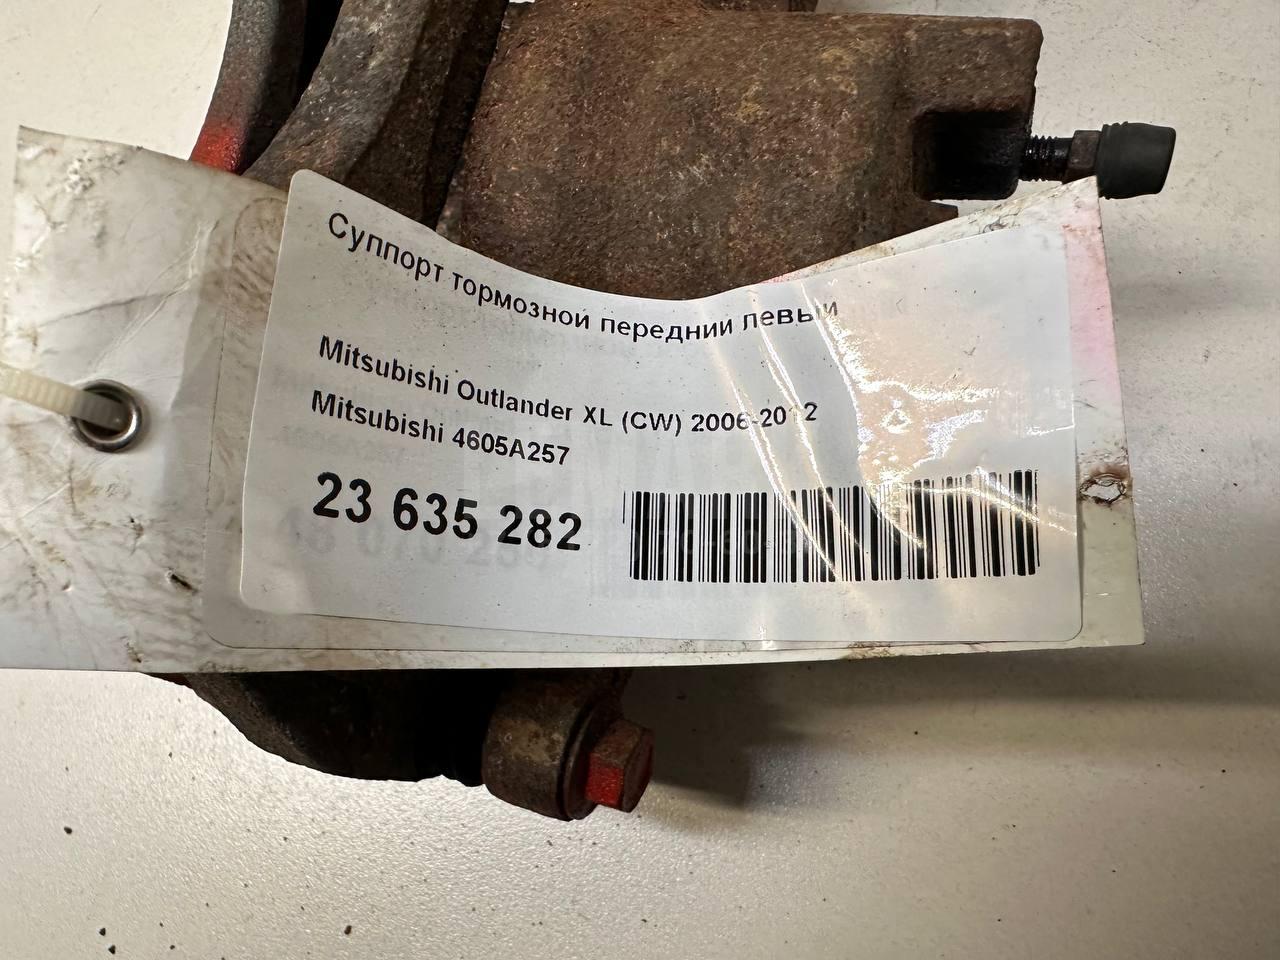 Суппорт тормозной передний левый
Mitsubishi Outlander XL (CW) 2006-2012
Mitsubishi 4605A257
23 635 282